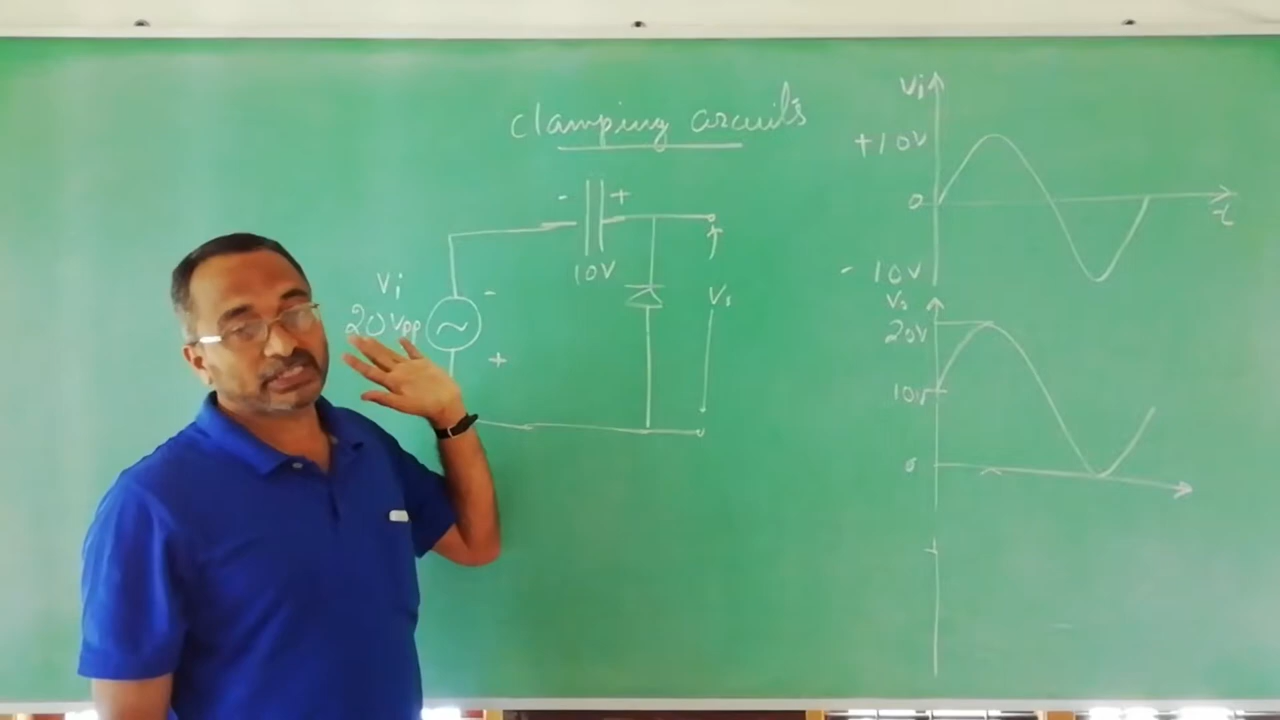 clamping circuits
- +
10V
Vi
20Vpp
-
+
Vo
Vi
+10V
0
t
- 10V
Vo
20V
10V
0